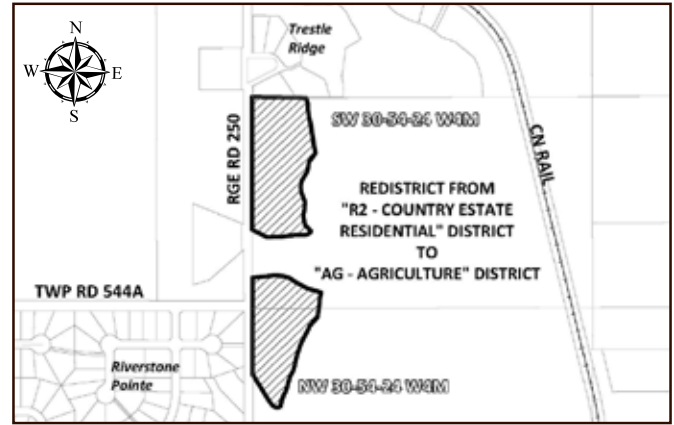 N
W E
S
Trestle
Ridge
SW 30-54-24 W4M
RGE RD 250
CN RAIL
REDISTRICT FROM
"R2 - COUNTRY ESTATE
RESIDENTIAL" DISTRICT
TO
"AG - AGRICULTURE" DISTRICT
TWP RD 544A
Riverstone
Pointe
NW 30-54-24 W4M